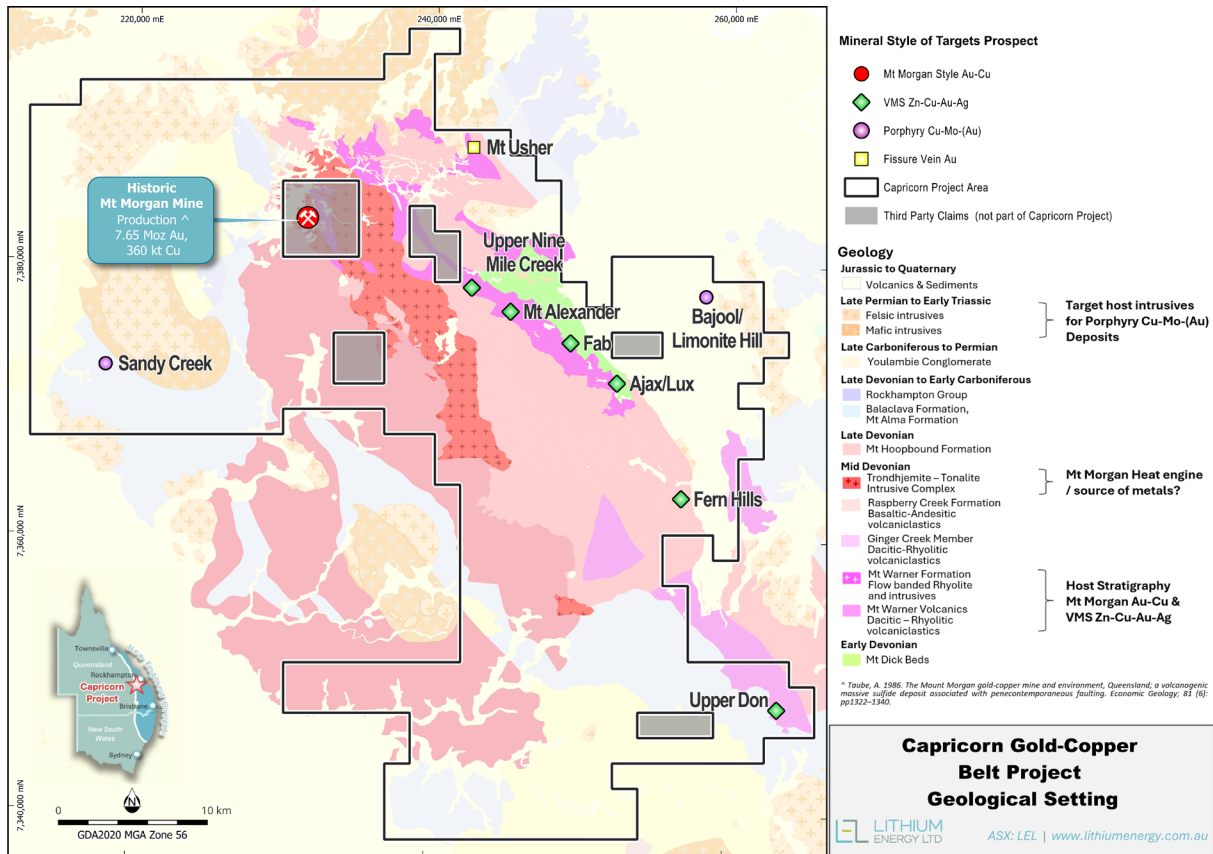 220,000 mE
240,000 mE
260,000 mE
7,380,000 mN
7,360,000 mN
7,340,000 mN
Historic
Mt Morgan Mine
Production ^
7.65 Moz Au,
360 kt Cu
Mt Usher
Upper Nine
Mile Creek
Mt Alexander
Fab
Ajax/Lux
Bajool/
Limonite Hill
Sandy Creek
Fern Hills
Upper Don
Townsville
Queensland
Rockhampton
Capricorn
Project
Brisbane
New South
Wales
Sydney
N
0 10 km
GDA2020 MGA Zone 56
Mineral Style of Targets Prospect
Mt Morgan Style Au-Cu
VMS Zn-Cu-Au-Ag
Porphyry Cu-Mo-(Au)
Fissure Vein Au
Capricorn Project Area
Third Party Claims (not part of Capricorn Project)
Geology
Jurassic to Quaternary
Volcanics & Sediments
Late Permian to Early Triassic
Felsic intrusives
Mafic intrusives
Target host intrusives
for Porphyry Cu-Mo-(Au)
Deposits
Late Carboniferous to Permian
Youlambie Conglomerate
Late Devonian to Early Carboniferous
Rockhampton Group
Balaclava Formation,
Mt Alma Formation
Late Devonian
Mt Hoopbound Formation
Mid Devonian
Trondhjemite – Tonalite
Intrusive Complex
Mt Morgan Heat engine
/ source of metals?
Raspberry Creek Formation
Basaltic-Andesitic
volcaniclastics
Ginger Creek Member
Dacitic-Rhyolitic
volcaniclastics
Mt Warner Formation
Flow banded Rhyolite
and intrusives
Mt Warner Volcanics
Dacitic – Rhyolitic
volcaniclastics
Host Stratigraphy
Mt Morgan Au-Cu &
VMS Zn-Cu-Au-Ag
Early Devonian
Mt Dick Beds
^ Taube, A. 1986. The Mount Morgan gold-copper mine and environment, Queensland; a volcanogenic
massive sulfide deposit associated with penecontemporaneous faulting. Economic Geology; 81 (6):
pp1322–1340.
Capricorn Gold-Copper
Belt Project
Geological Setting
LITHIUM
ENERGY LTD
ASX: LEL | www.lithiumenergy.com.au